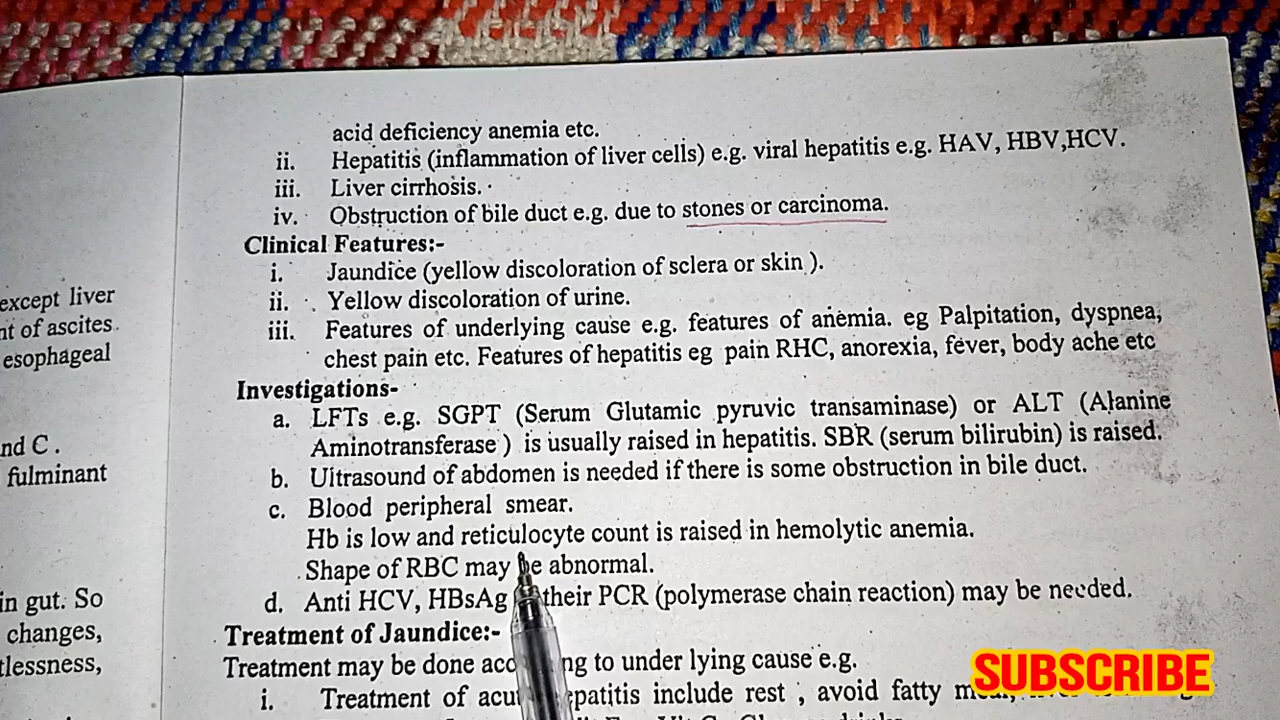 except liver
nt of ascites.
esophageal
nd C .
fulminant
in gut. So
changes,
tlessness,
acid deficiency anemia etc.
ii. Hepatitis (inflammation of liver cells) e.g. viral hepatitis e.g. HAV, HBV,HCV.
iii. Liver cirrhosis.
iv. Obstruction of bile duct e.g. due to stones or carcinoma.
Clinical Features:-
i. Jaundice (yellow discoloration of sclera or skin ).
ii. Yellow discoloration of urine.
iii. Features of underlying cause e.g. features of anemia. eg Palpitation, dyspnea,
chest pain etc. Features of hepatitis eg pain RHC, anorexia, fever, body ache etc
Investigations-
a. LFTs e.g. SGPT (Serum Glutamic pyruvic transaminase) or ALT (Alanine
Aminotransferase ) is usually raised in hepatitis. SBR (serum bilirubin) is raised.
b. Ultrasound of abdomen is needed if there is some obstruction in bile duct.
c. Blood peripheral smear.
Hb is low and reticulocyte count is raised in hemolytic anemia.
Shape of RBC may be abnormal.
d. Anti HCV, HBsAg their PCR (polymerase chain reaction) may be needed.
Treatment of Jaundice:-
Treatment may be done to under lying cause e.g.
i. Treatment of include rest , avoid fatty
SUBSCRIBE